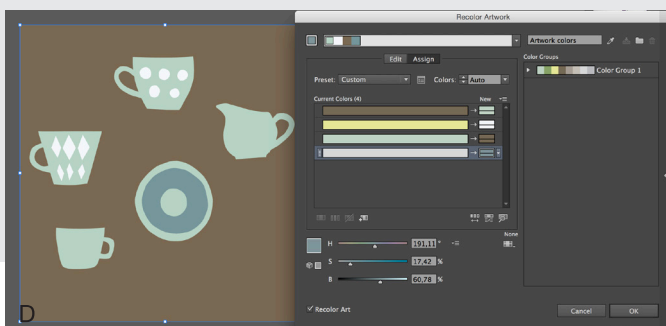 Recolor Artwork
Artwork colors
Edit Assign
Color Groups
Color Group 1
Preset: Custom Colors: Auto
Current Colors (4) New
None
H 191,11 °
S 17,42 %
B 60,78 %
Recolor Art
Cancel OK
D